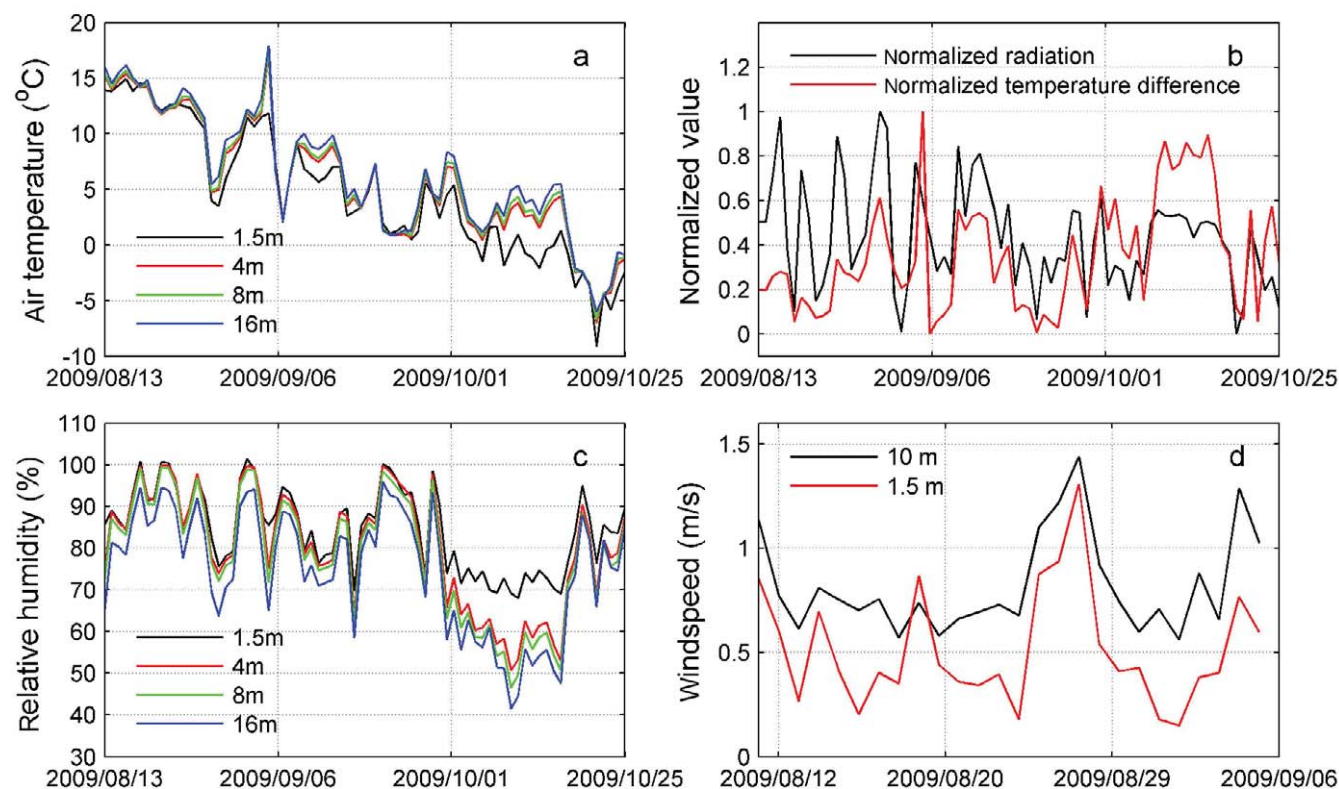 a
Air temperature (°C)
20
15
10
5
0
-5
-10
1.5m
4m
8m
16m
2009/08/13 2009/09/06 2009/10/01 2009/10/25
b
Normalized value
1.2
1
0.8
0.6
0.4
0.2
0
Normalized radiation
Normalized temperature difference
2009/08/13 2009/09/06 2009/10/01 2009/10/25
c
Relative humidity (%)
110
100
90
80
70
60
50
40
30
1.5m
4m
8m
16m
2009/08/13 2009/09/06 2009/10/01 2009/10/25
d
Windspeed (m/s)
1.5
1
0.5
0
10 m
1.5 m
2009/08/12 2009/08/20 2009/08/29 2009/09/06